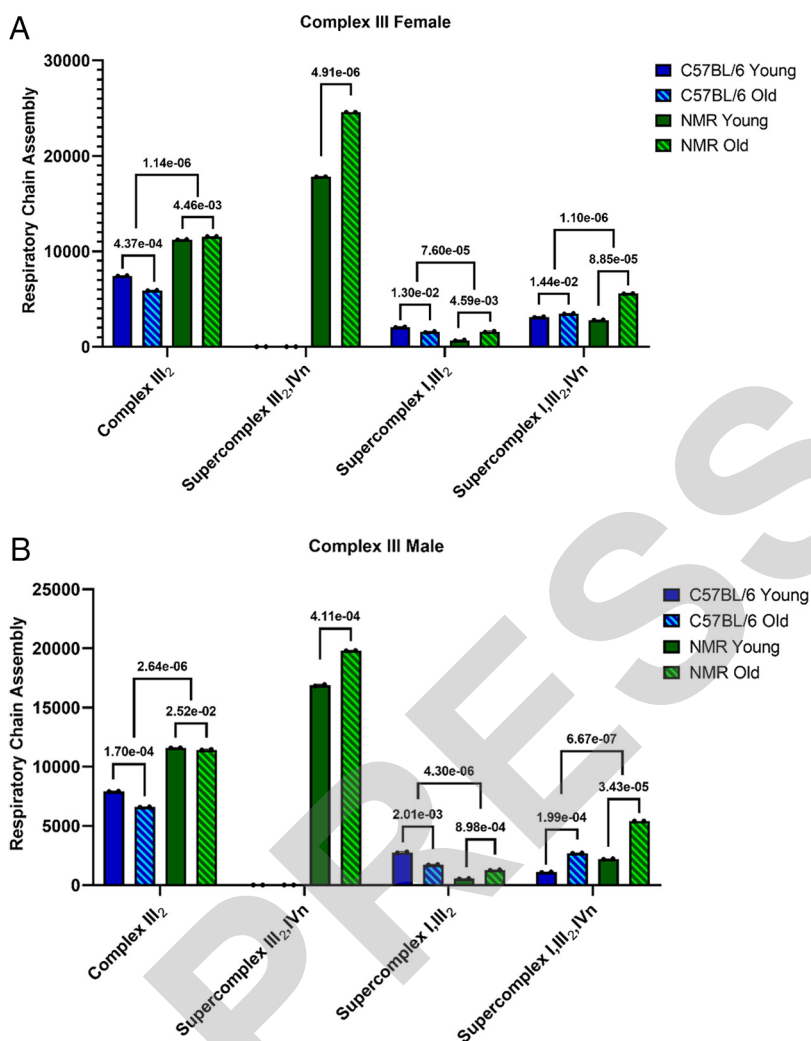 A
Complex III Female
Respiratory Chain Assembly
30000
20000
10000
0
4.37e-04
1.14e-06
4.46e-03
4.91e-06
1.30e-02
7.60e-05
4.59e-03
1.44e-02
1.10e-06
8.85e-05
C57BL/6 Young
C57BL/6 Old
NMR Young
NMR Old
Complex III₂
Supercomplex III₂,IVn
Supercomplex I,III₂
Supercomplex I,III₂,IVn
B
Complex III Male
Respiratory Chain Assembly
25000
20000
15000
10000
5000
0
1.70e-04
2.64e-06
2.52e-02
4.11e-04
2.01e-03
4.30e-06
8.98e-04
1.99e-04
6.67e-07
3.43e-05
C57BL/6 Young
C57BL/6 Old
NMR Young
NMR Old
Complex III₂
Supercomplex III₂,IVn
Supercomplex I,III₂
Supercomplex I,III₂,IVn
PRESS